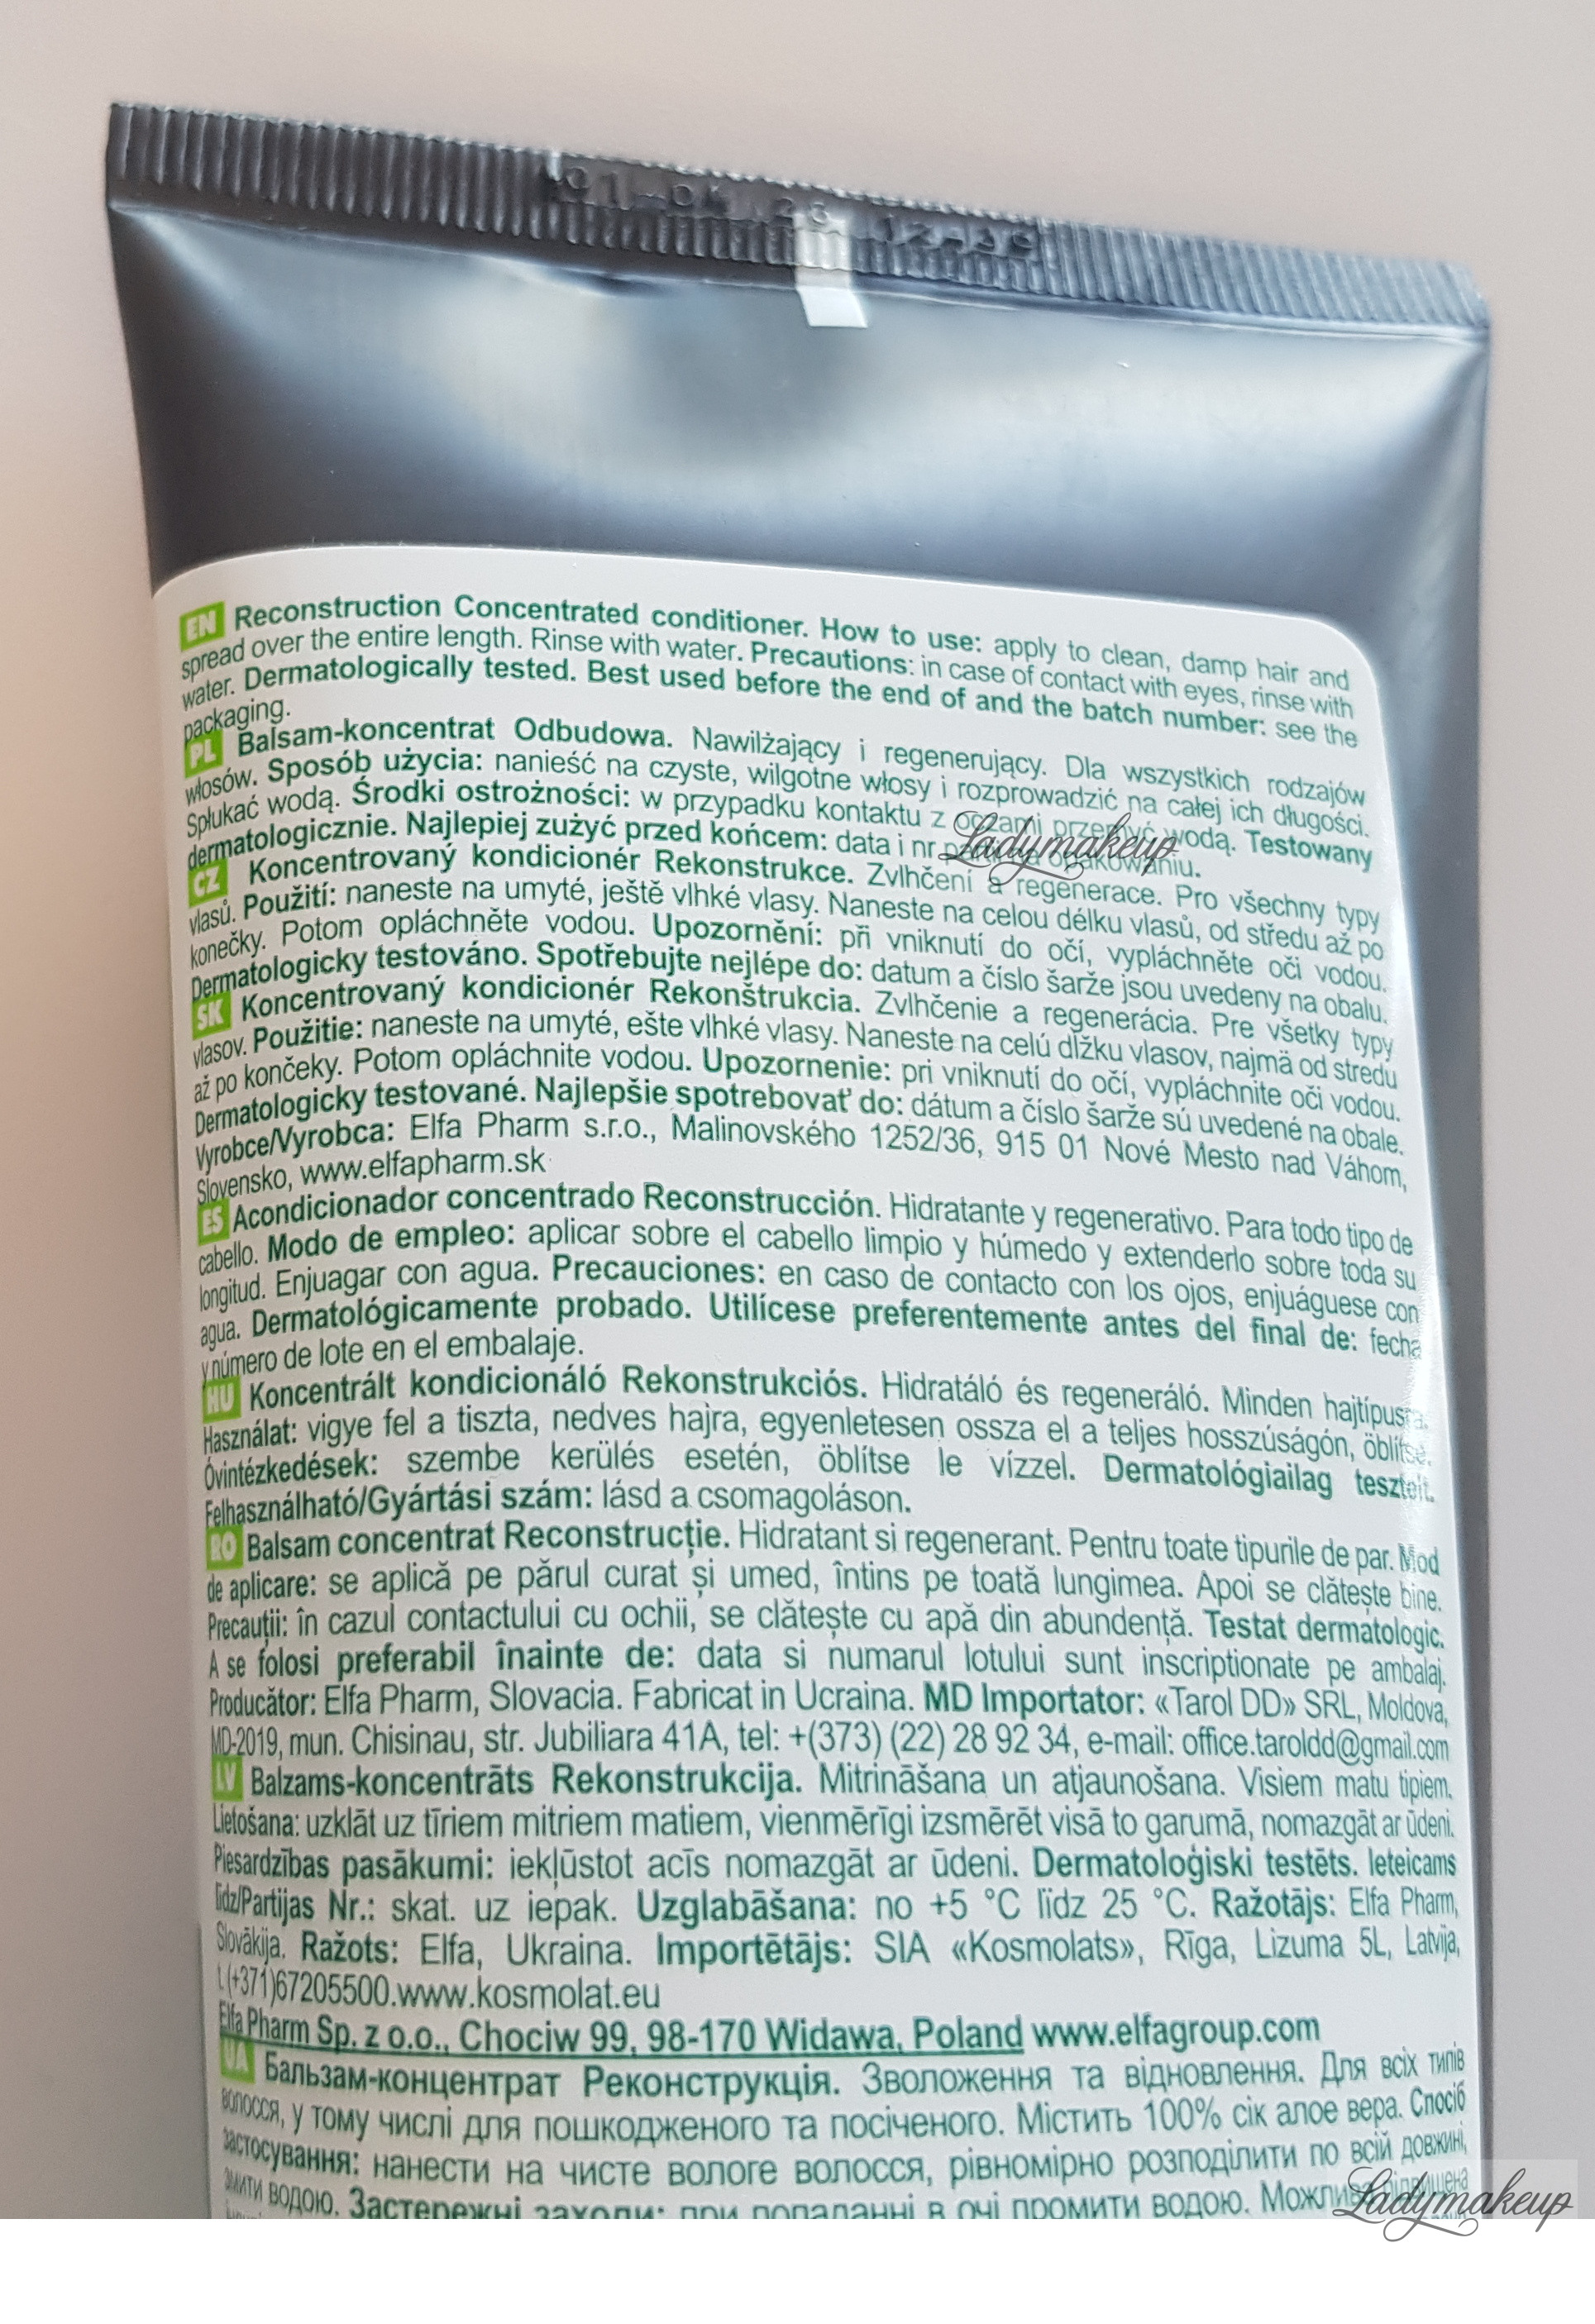 EN Reconstruction Concentrated conditioner. How to use: apply to clean, damp hair and
spread over the entire length. Rinse with water. Precautions: in case of contact with eyes, rinse with
water. Dermatologically tested. Best used before the end of and the batch number: see the
packaging.
PL Balsam-koncentrat Odbudowa. Nawilżający i regenerujący. Dla wszystkich rodzajów
włosów. Sposób użycia: nanieść na czyste, wilgotne włosy i rozprowadzić na całej ich długości.
Spłukać wodą. Środki ostrożności: w przypadku kontaktu z oczami przemyć wodą. Testowany
dermatologicznie. Najlepiej zużyć przed końcem: data i nr opakowaniu.
Ladymakeup
CZ Koncentrovaný kondicionér Rekonstrukce. Zvlhčení a regenerace. Pro všechny typy
vlasů. Použití: naneste na umyté, ještě vlhké vlasy. Naneste na celou délku vlasů, od středu až po
konečky. Potom opláchněte vodou. Upozornění: při vniknutí do očí, vypláchněte oči vodou.
Dermatologicky testováno. Spotřebujte nejlépe do: datum a číslo šarže jsou uvedeny na obalu.
SK Koncentrovaný kondicionér Rekonštrukcia. Zvlhčenie a regenerácia. Pre všetky typy
vlasov. Použitie: naneste na umyté, ešte vlhké vlasy. Naneste na celú dĺžku vlasov, najmä od stredu
až po končeky. Potom opláchnite vodou. Upozornenie: pri vniknutí do očí, vypláchnite oči vodou.
Dermatologicky testované. Najlepšie spotrebovať do: dátum a číslo šarže sú uvedené na obale.
Vyrobce/Vyrobca: Elfa Pharm s.r.o., Malinovského 1252/36, 915 01 Nové Mesto nad Váhom,
Slovensko, www.elfapharm.sk
ES Acondicionador concentrado Reconstrucción. Hidratante y regenerativo. Para todo tipo de
cabello. Modo de empleo: aplicar sobre el cabello limpio y húmedo y extenderlo sobre toda su
longitud. Enjuagar con agua. Precauciones: en caso de contacto con los ojos, enjuáguese con
agua. Dermatológicamente probado. Utilícese preferentemente antes del final de: fecha
y número de lote en el embalaje.
HU Koncentrált kondicionáló Rekonstrukciós. Hidratáló és regeneráló. Minden hajtípusra.
Használat: vigye fel a tiszta, nedves hajra, egyenletesen ossza el a teljes hosszúságón, öblítse.
Óvintézkedések: szembe kerülés esetén, öblítse le vízzel. Dermatológiailag tesztelt.
Felhasználható/Gyártási szám: lásd a csomagoláson.
RO Balsam concentrat Reconstrucție. Hidratant si regenerant. Pentru toate tipurile de par. Mod
de aplicare: se aplică pe părul curat și umed, întins pe toată lungimea. Apoi se clătește bine.
Precauții: în cazul contactului cu ochii, se clătește cu apă din abundență. Testat dermatologic.
A se folosi preferabil înainte de: data si numarul lotului sunt inscriptionate pe ambalaj.
Producător: Elfa Pharm, Slovacia. Fabricat in Ucraina. MD Importator: «Tarol DD» SRL, Moldova,
MD-2019, mun. Chisinau, str. Jubiliara 41A, tel: +(373) (22) 28 92 34, e-mail: office.taroldd@gmail.com
LV Balzams-koncentrāts Rekonstrukcija. Mitrināšana un atjaunošana. Visiem matu tipiem.
Lietošana: uzklāt uz tīriem mitriem matiem, vienmērīgi izsmērēt visā to garumā, nomazgāt ar ūdeni.
Piesardzības pasākumi: iekļūstot acīs nomazgāt ar ūdeni. Dermatoloģiski testēts. Ieteicams
līdz/Partijas Nr.: skat. uz iepak. Uzglabāšana: no +5 °C līdz 25 °C. Ražotājs: Elfa Pharm,
Slovākija. Ražots: Elfa, Ukraina. Importētājs: SIA «Kosmolats», Rīga, Lizuma 5L, Latvija,
t.(+371)67205500.www.kosmolat.eu
Elfa Pharm Sp. z o.o., Chociw 99, 98-170 Widawa, Poland www.elfagroup.com
UA Бальзам-концентрат Реконструкція. Зволоження та відновлення. Для всіх типів
волосся, у тому числі для пошкодженого та посіченого. Містить 100% сік алое вера. Спосіб
застосування: нанести на чисте вологе волосся, рівномірно розподілити по всій довжині,
змити водою. Застережні заходи: при попаданні в очі промити водою.
Ladymakeup